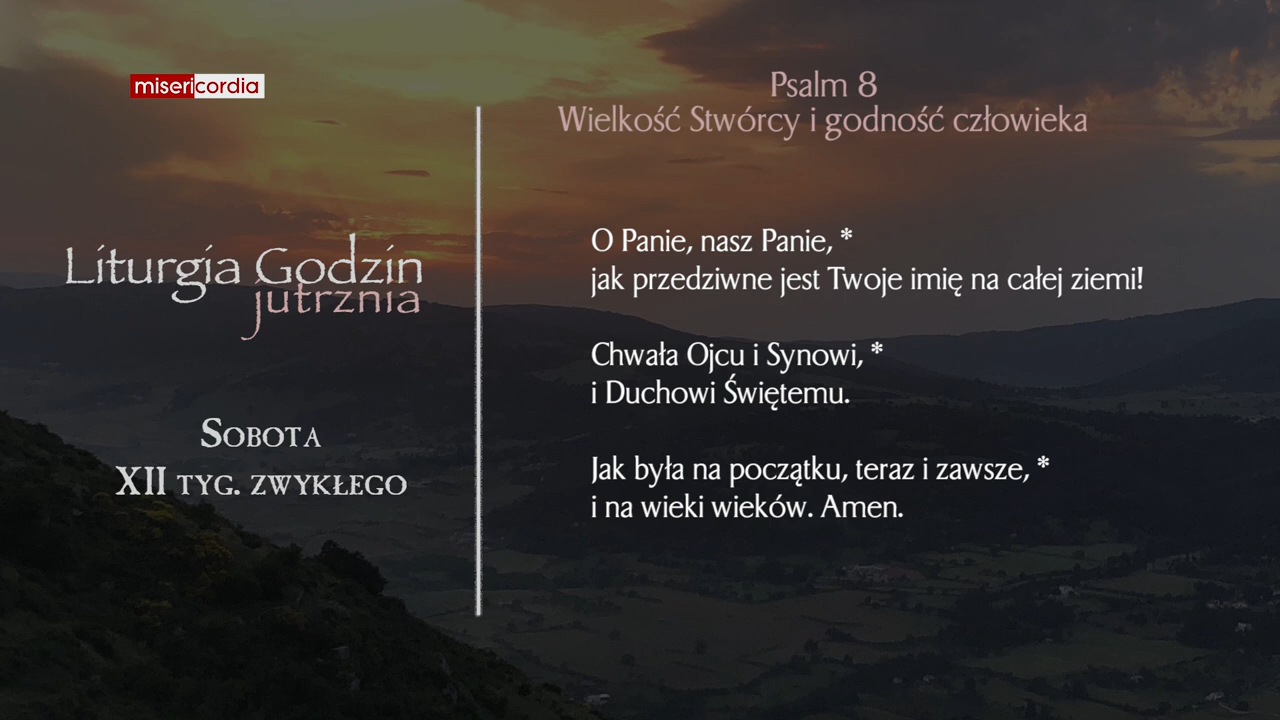 misericordia
Liturgia Godzin
jutrznia
Sobota
XII tyg. zwykłego
Psalm 8
Wielkość Stwórcy i godność człowieka
O Panie, nasz Panie, *
jak przedziwne jest Twoje imię na całej ziemi!
Chwała Ojcu i Synowi, *
i Duchowi Świętemu.
Jak była na początku, teraz i zawsze, *
i na wieki wieków. Amen.